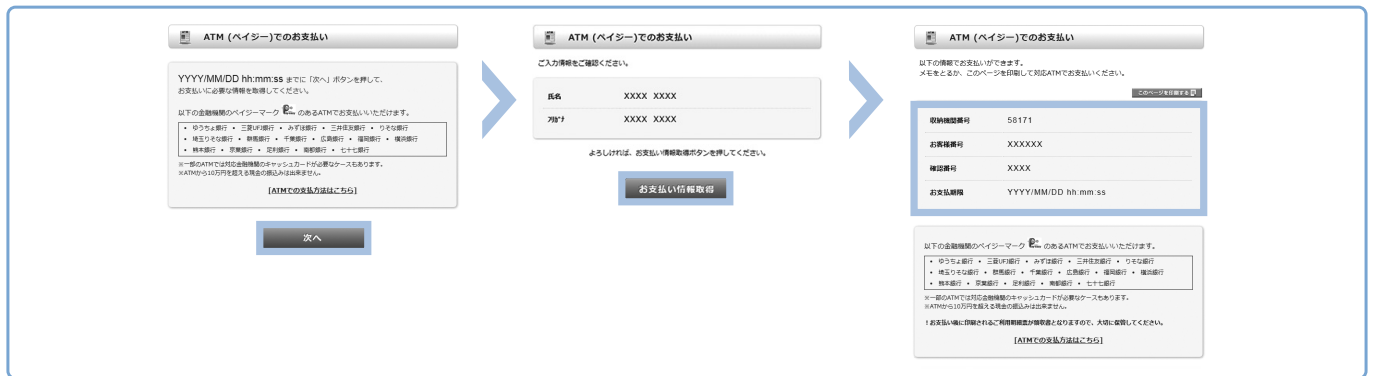 ATM (ペイジー)でのお支払い
YYYY/MM/DD hh:mm:ss までに「次へ」ボタンを押して、
お支払いに必要な情報を取得してください。
以下の金融機関のペイジーマーク のあるATMでお支払いいただけます。
• ゆうちょ銀行 • 三菱UFJ銀行 • みずほ銀行 • 三井住友銀行 • りそな銀行
• 埼玉りそな銀行 • 群馬銀行 • 千葉銀行 • 広島銀行 • 福岡銀行 • 横浜銀行
• 熊本銀行 • 京葉銀行 • 足利銀行 • 南都銀行 • 七十七銀行
※一部のATMでは対応金融機関のキャッシュカードが必要なケースもあります。
※ATMから10万円を超える現金の振込みは出来ません。
[ATMでの支払方法はこちら]
次へ
ATM (ペイジー)でのお支払い
ご入力情報をご確認ください。
氏名 XXXX XXXX
ﾌﾘｶﾞﾅ XXXX XXXX
よろしければ、お支払い情報取得ボタンを押してください。
お支払い情報取得
ATM (ペイジー)でのお支払い
以下の情報でお支払いができます。
メモをとるか、このページを印刷して対応ATMでお支払いください。
このページを印刷する
収納機関番号 58171
お客様番号 XXXXXX
確認番号 XXXX
お支払期限 YYYY/MM/DD hh:mm:ss
以下の金融機関のペイジーマーク のあるATMでお支払いいただけます。
• ゆうちょ銀行 • 三菱UFJ銀行 • みずほ銀行 • 三井住友銀行 • りそな銀行
• 埼玉りそな銀行 • 群馬銀行 • 千葉銀行 • 広島銀行 • 福岡銀行 • 横浜銀行
• 熊本銀行 • 京葉銀行 • 足利銀行 • 南都銀行 • 七十七銀行
※一部のATMでは対応金融機関のキャッシュカードが必要なケースもあります。
※ATMから10万円を超える現金の振込みは出来ません。
！お支払い後に印刷されるご利用明細票が領収書となりますので、大切に保管してください。
[ATMでの支払方法はこちら]